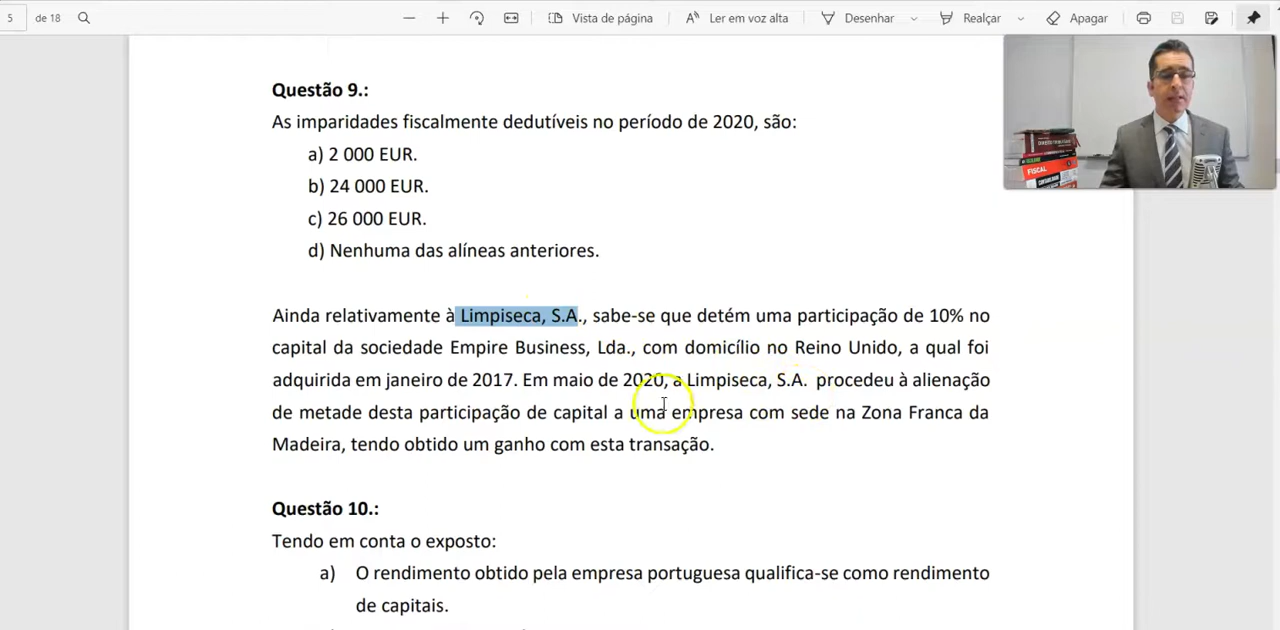 5 de 18 Vista de página Ler em voz alta Desenhar Realçar Apagar
Questão 9.:
As imparidades fiscalmente dedutíveis no período de 2020, são:
a) 2 000 EUR.
b) 24 000 EUR.
c) 26 000 EUR.
d) Nenhuma das alíneas anteriores.
Ainda relativamente à Limpiseca, S.A., sabe-se que detém uma participação de 10% no
capital da sociedade Empire Business, Lda., com domicílio no Reino Unido, a qual foi
adquirida em janeiro de 2017. Em maio de 2020, a Limpiseca, S.A. procedeu à alienação
de metade desta participação de capital a uma empresa com sede na Zona Franca da
Madeira, tendo obtido um ganho com esta transação.
Questão 10.:
Tendo em conta o exposto:
a) O rendimento obtido pela empresa portuguesa qualifica-se como rendimento
de capitais.
FISCAL